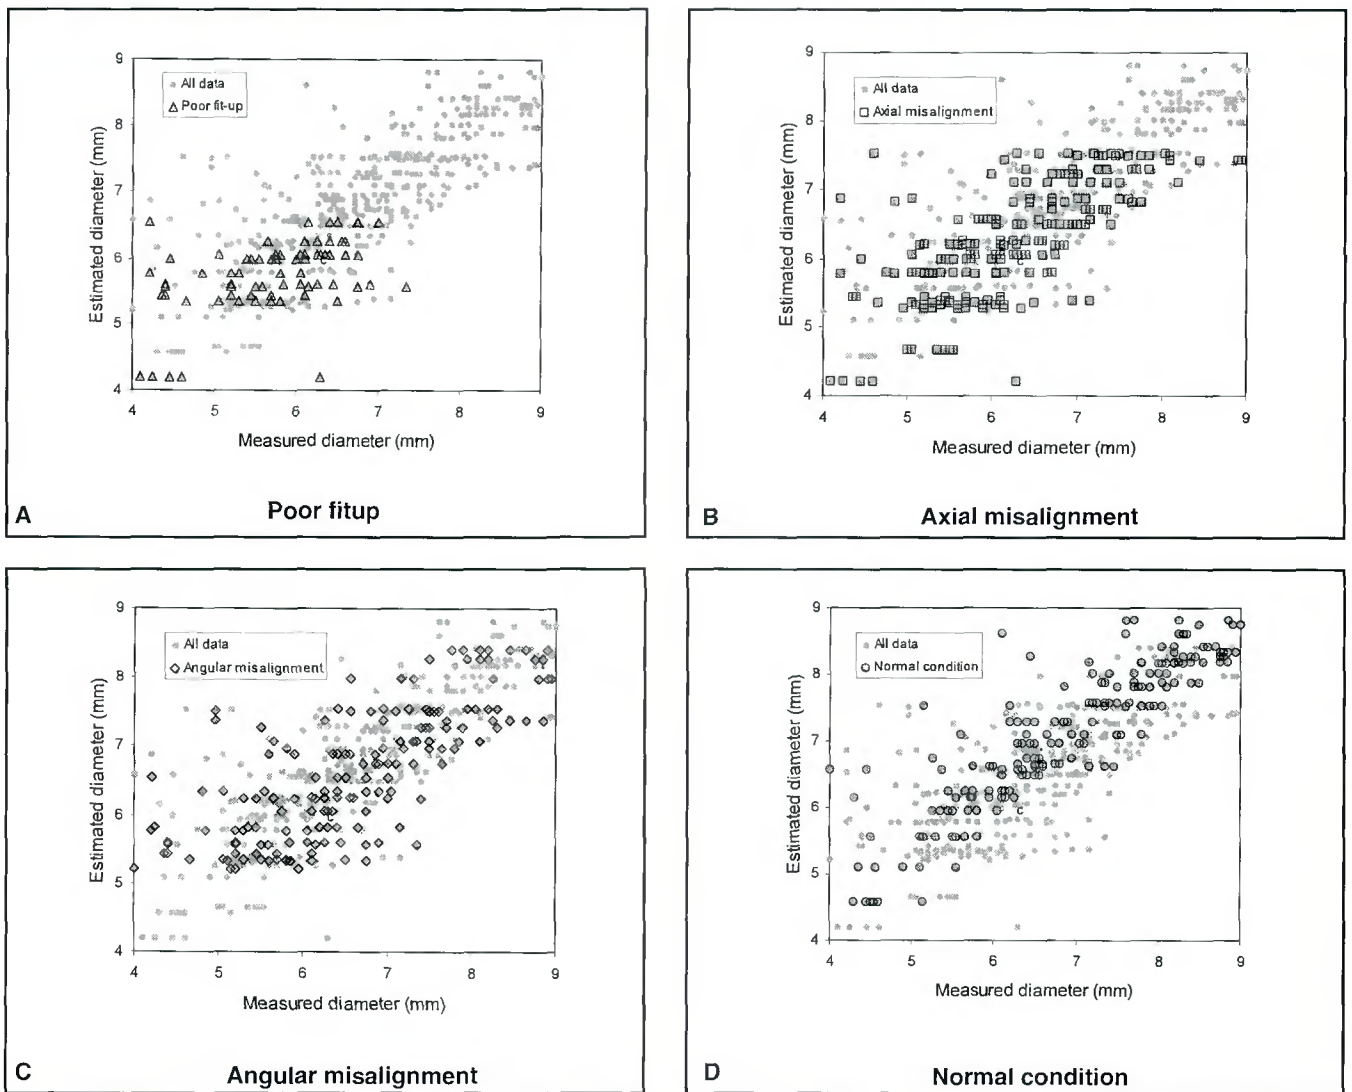 9
All data
Poor fit-up
8
7
6
5
4
Estimated diameter (mm)
4 5 6 7 8 9
Measured diameter (mm)
A
Poor fitup
9
All data
Axial misalignment
8
7
6
5
4
Estimated diameter (mm)
4 5 6 7 8 9
Measured diameter (mm)
B
Axial misalignment
9
All data
Angular misalignment
8
7
6
5
4
Estimated diameter (mm)
4 5 6 7 8 9
Measured diameter (mm)
C
Angular misalignment
9
All data
Normal condition
8
7
6
5
4
Estimated diameter (mm)
4 5 6 7 8 9
Measured diameter (mm)
D
Normal condition